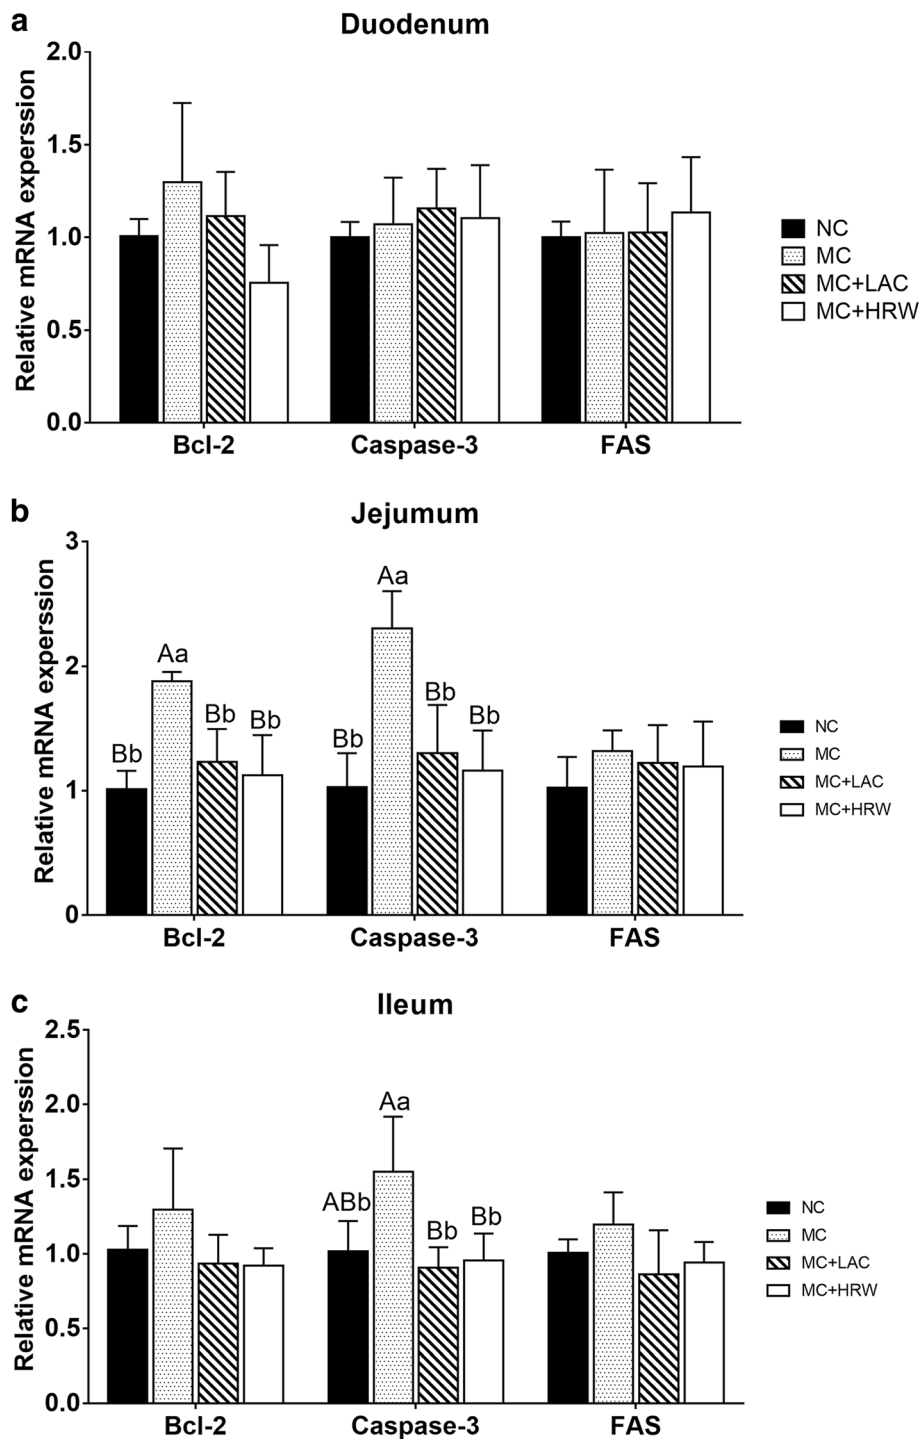 a
Duodenum
Relative mRNA experssion
2.0
1.5
1.0
0.5
0.0
Bcl-2 Caspase-3 FAS
NC
MC
MC+LAC
MC+HRW
b
Jejumum
Relative mRNA experssion
3
2
1
0
Bb Aa Bb Bb
Bb Aa Bb Bb
Bcl-2 Caspase-3 FAS
NC
MC
MC+LAC
MC+HRW
c
Ileum
Relative mRNA experssion
2.5
2.0
1.5
1.0
0.5
0.0
ABb Aa Bb Bb
Bcl-2 Caspase-3 FAS
NC
MC
MC+LAC
MC+HRW